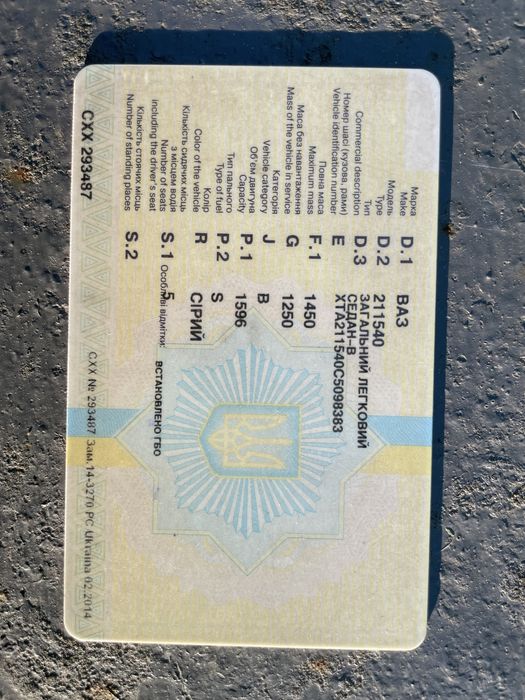 Марка
Make D.1 ВАЗ
Модель
Type D.2 211540
Тип ЗАГАЛЬНИЙ ЛЕГКОВИЙ
Commercial description D.3 СЕДАН-В
Номер шасі (кузова, рами)
Vehicle identification number E XTA211540C5098383
Повна маса
Maximum mass F.1 1450
Маса без навантаження
Mass of the vehicle in service G 1250
Категорія
Vehicle category J B
Об'єм двигуна
Capacity P.1 1596
Тип пального
Type of fuel P.2 S
Колір
Color of the vehicle R СІРИЙ
Кількість сидячих місць
з місцем водія
Number of seats S.1 5
including the driver's seat Особливі відмітки: ВСТАНОВЛЕНО ГБО
Кількість стоячих місць
Number of standing places S.2
СХХ 293487
СХХ № 293487 Зам.14-3270 РС Ukraina 02.2014